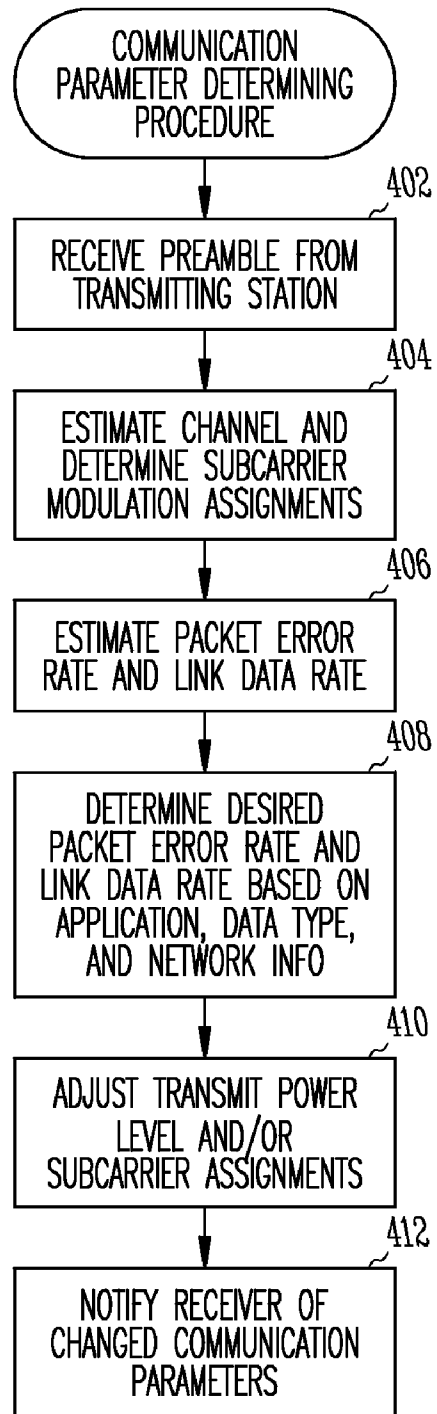 COMMUNICATION
PARAMETER DETERMINING
PROCEDURE
402
RECEIVE PREAMBLE FROM
TRANSMITTING STATION
404
ESTIMATE CHANNEL AND
DETERMINE SUBCARRIER
MODULATION ASSIGNMENTS
406
ESTIMATE PACKET ERROR
RATE AND LINK DATA RATE
408
DETERMINE DESIRED
PACKET ERROR RATE AND
LINK DATA RATE BASED ON
APPLICATION, DATA TYPE,
AND NETWORK INFO
410
ADJUST TRANSMIT POWER
LEVEL AND/OR
SUBCARRIER ASSIGNMENTS
412
NOTIFY RECEIVER OF
CHANGED COMMUNICATION
PARAMETERS